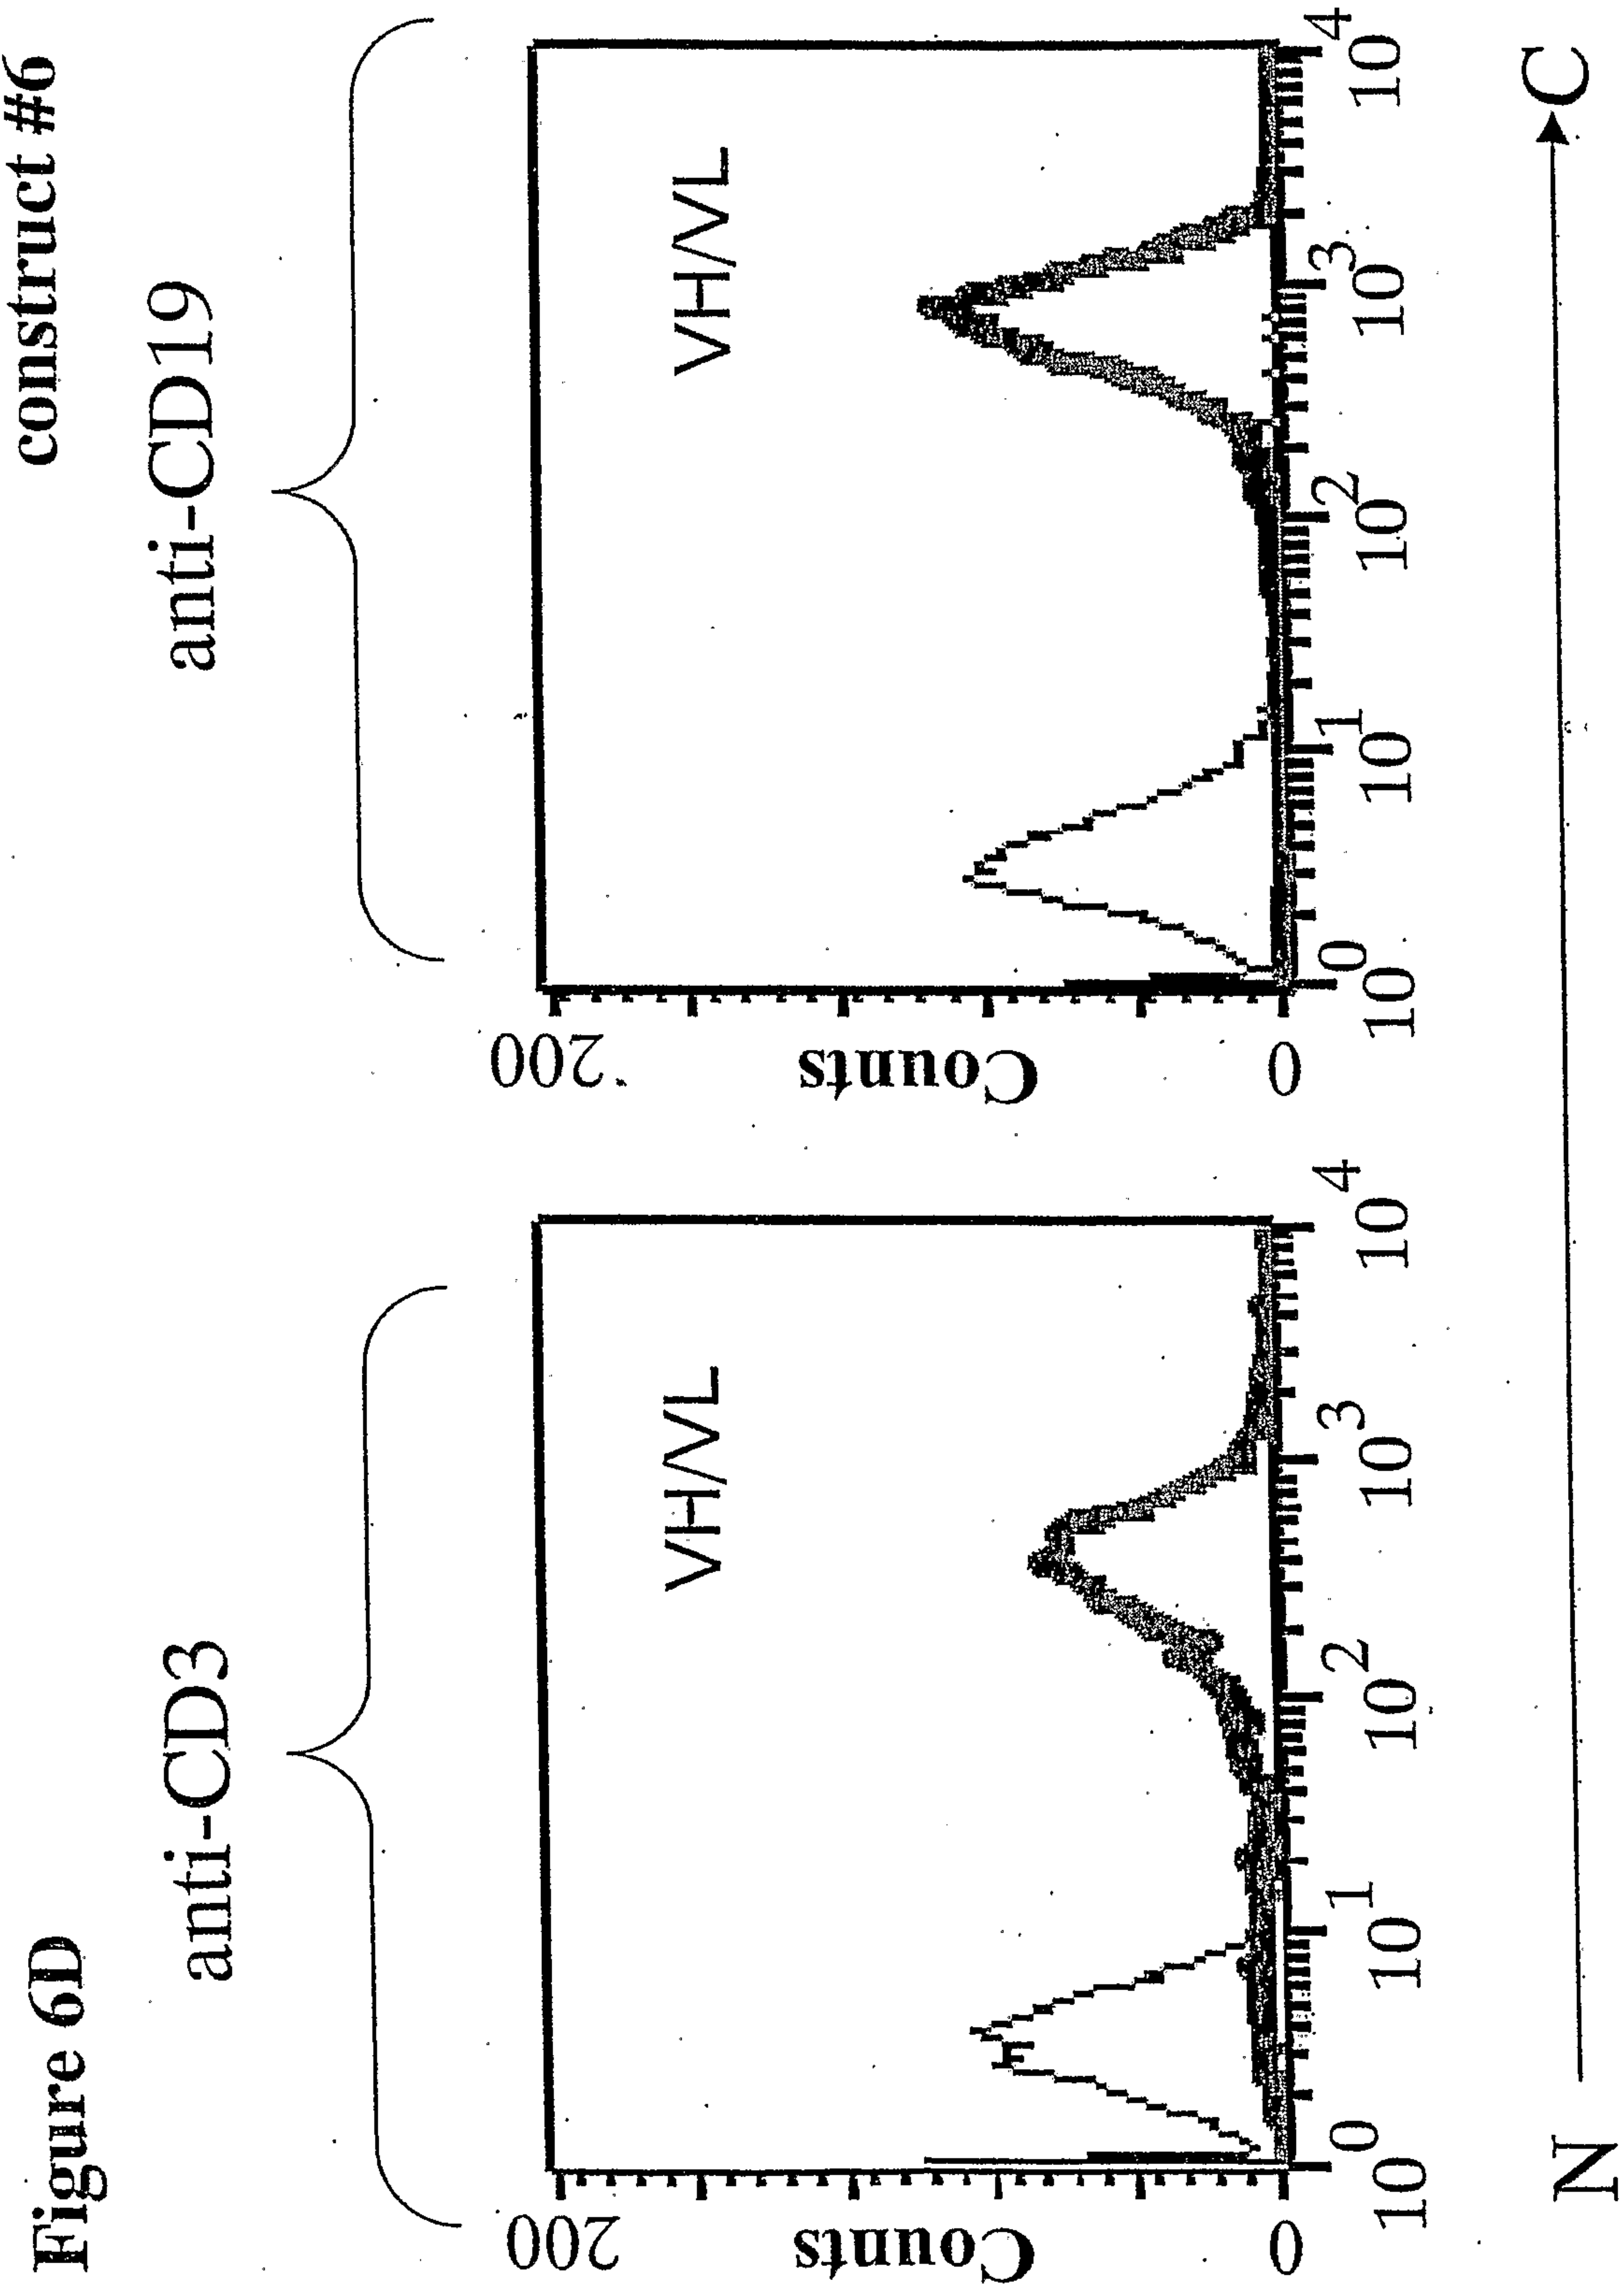 Figure 6D
construct #6
anti-CD3
anti-CD19
200
Counts
0
VH/VL
10^0 10^1 10^2 10^3 10^4
200
Counts
0
VH/VL
10^0 10^1 10^2 10^3 10^4
N
C